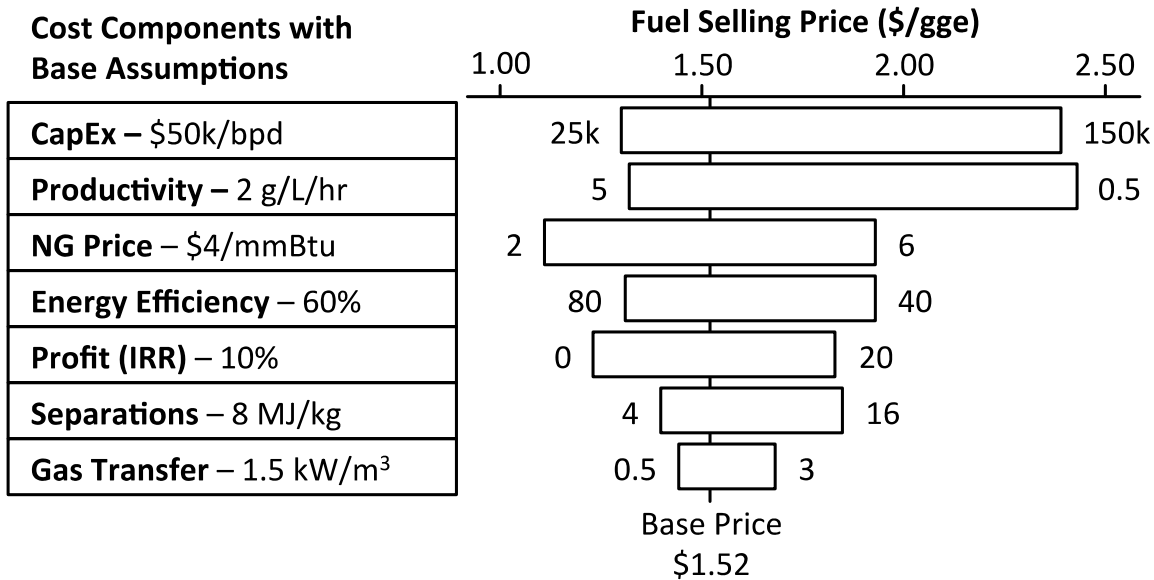 Cost Components with
Base Assumptions
Fuel Selling Price ($/gge)
1.00 1.50 2.00 2.50
CapEx – $50k/bpd 25k 150k
Productivity – 2 g/L/hr 5 0.5
NG Price – $4/mmBtu 2 6
Energy Efficiency – 60% 80 40
Profit (IRR) – 10% 0 20
Separations – 8 MJ/kg 4 16
Gas Transfer – 1.5 kW/m³ 0.5 3
Base Price
$1.52